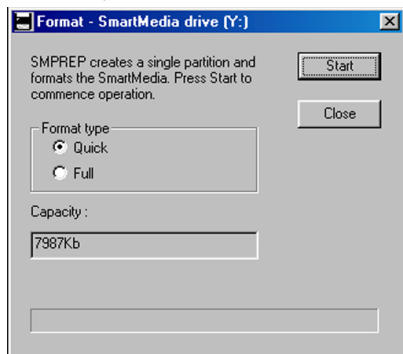 Format - SmartMedia drive (Y:)
SMPREP creates a single partition and
formats the SmartMedia. Press Start to
commence operation.
Start
Close
Format type
Quick
Full
Capacity :
7987Kb